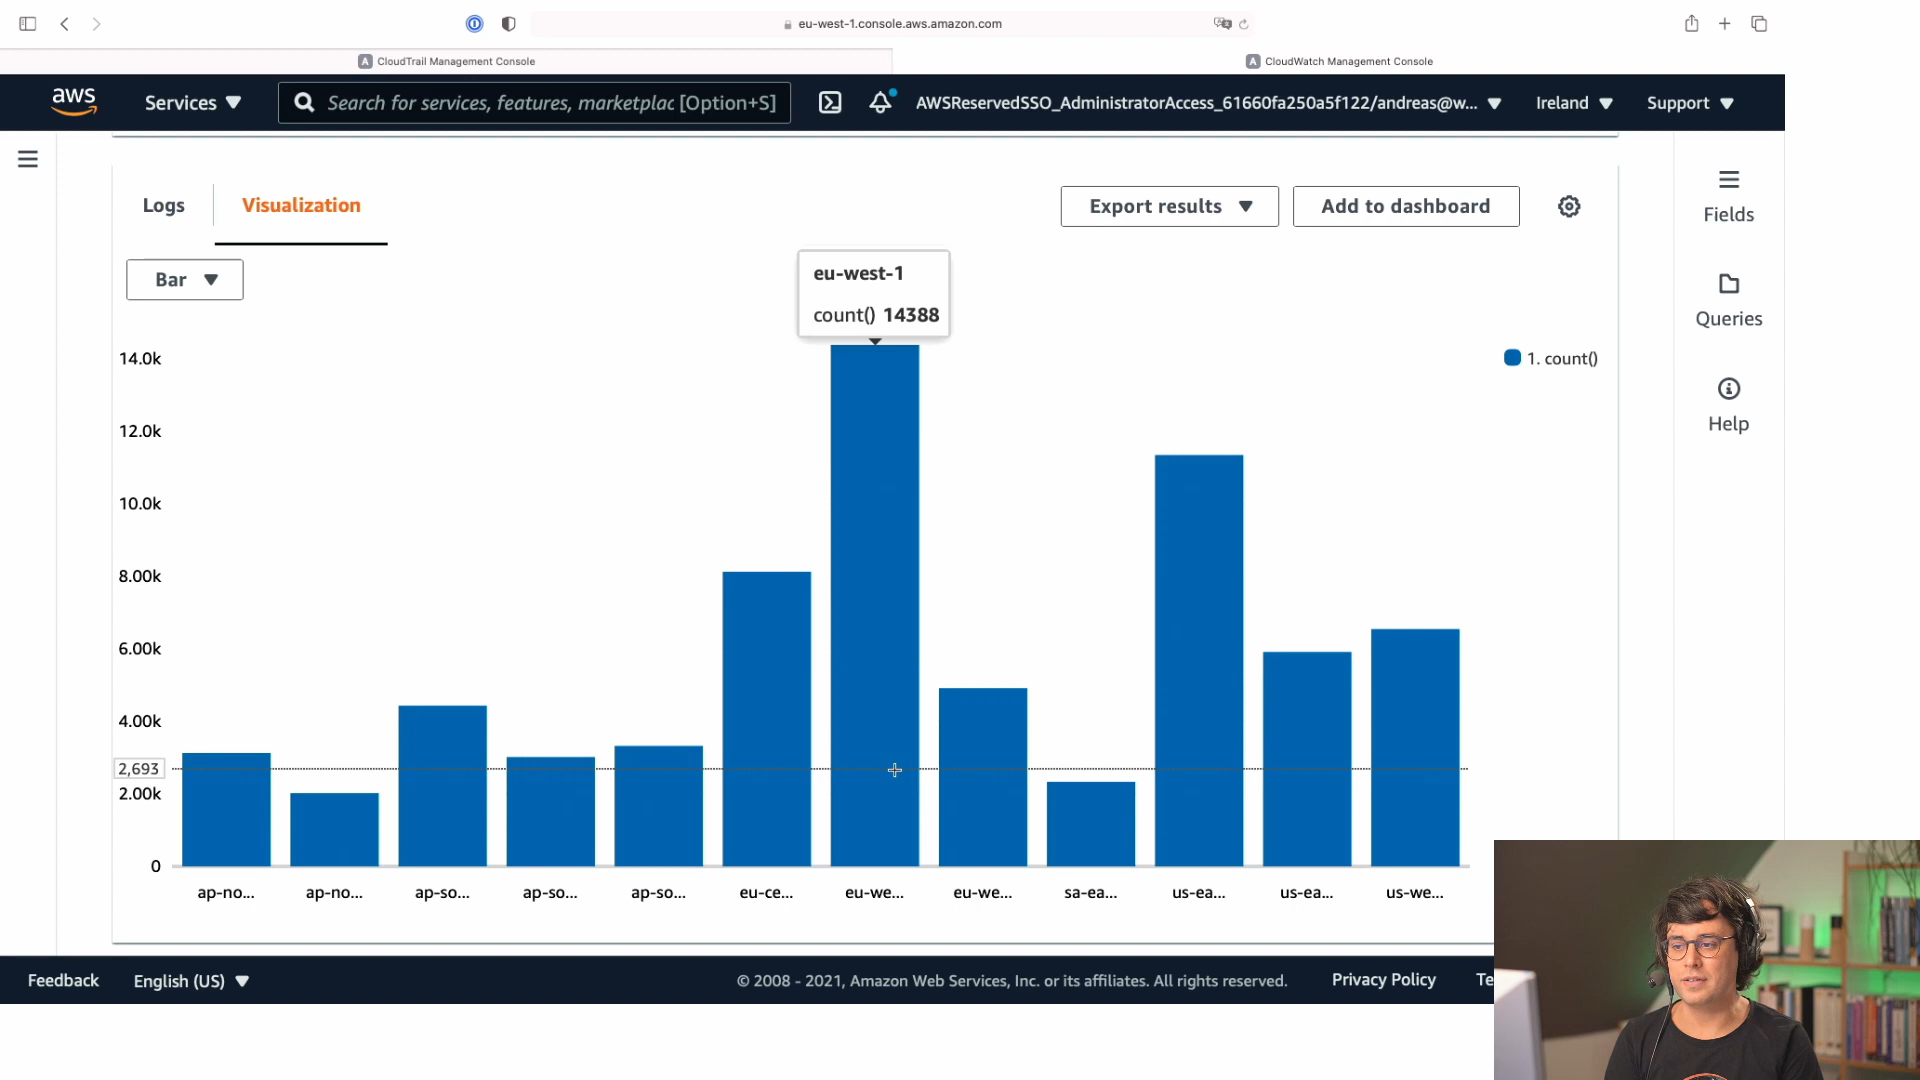 eu-west-1.console.aws.amazon.com
A CloudTrail Management Console
A CloudWatch Management Console
aws
Services
Search for services, features, marketplac [Option+S]
AWSReservedSSO_AdministratorAccess_61660fa250a5f122/andreas@w...
Ireland
Support
Logs
Visualization
Export results
Add to dashboard
Fields
Bar
eu-west-1
count() 14388
Queries
14.0k
1. count()
Help
12.0k
10.0k
8.00k
6.00k
4.00k
2,693
2.00k
0
ap-no...
ap-no...
ap-so...
ap-so...
ap-so...
eu-ce...
eu-we...
eu-we...
sa-ea...
us-ea...
us-ea...
us-we...
Feedback
English (US)
© 2008 - 2021, Amazon Web Services, Inc. or its affiliates. All rights reserved.
Privacy Policy
Te